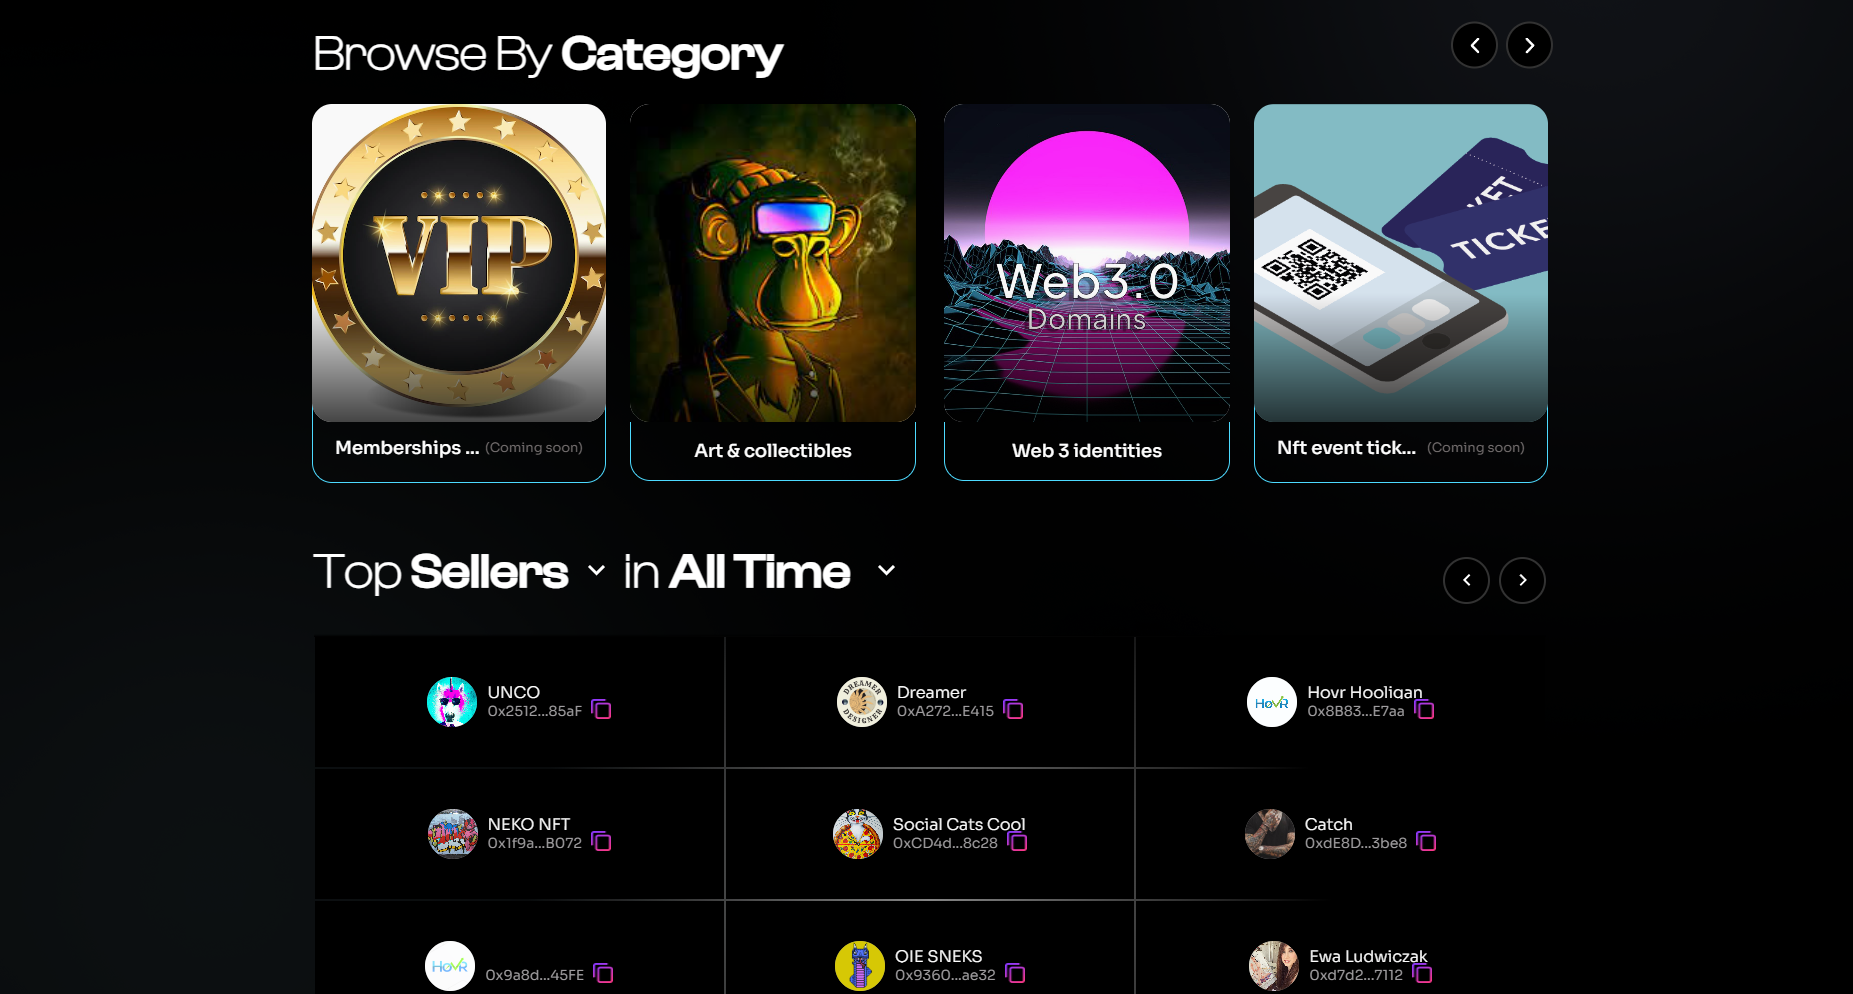 Browse By Category
VIP
Web3.0
Domains
TICKE
KET
Memberships ... (Coming soon)
Art & collectibles
Web 3 identities
Nft event tick... (Coming soon)
Top Sellers in All Time
UNCO
0x2512...85aF
DREAMER
DESIGNER
Dreamer
0xA272...E415
HovR
Hovr Hooligan
0x8B83...E7aa
NEKO NFT
0x1f9a...B072
Social Cats Cool
0xCD4d...8c28
Catch
0xdE8D...3be8
HovR
0x9a8d...45FE
OIE SNEKS
0x9360...ae32
Ewa Ludwiczak
0xd7d2...7112